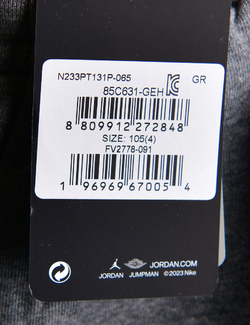 N233PT131P-065 GR
85C631-GEH
8 809912 272848
SIZE: 105(4)
FV2778-091
1 96969 67005 4
JORDAN JUMPMAN
JORDAN.COM
©2023 Nike